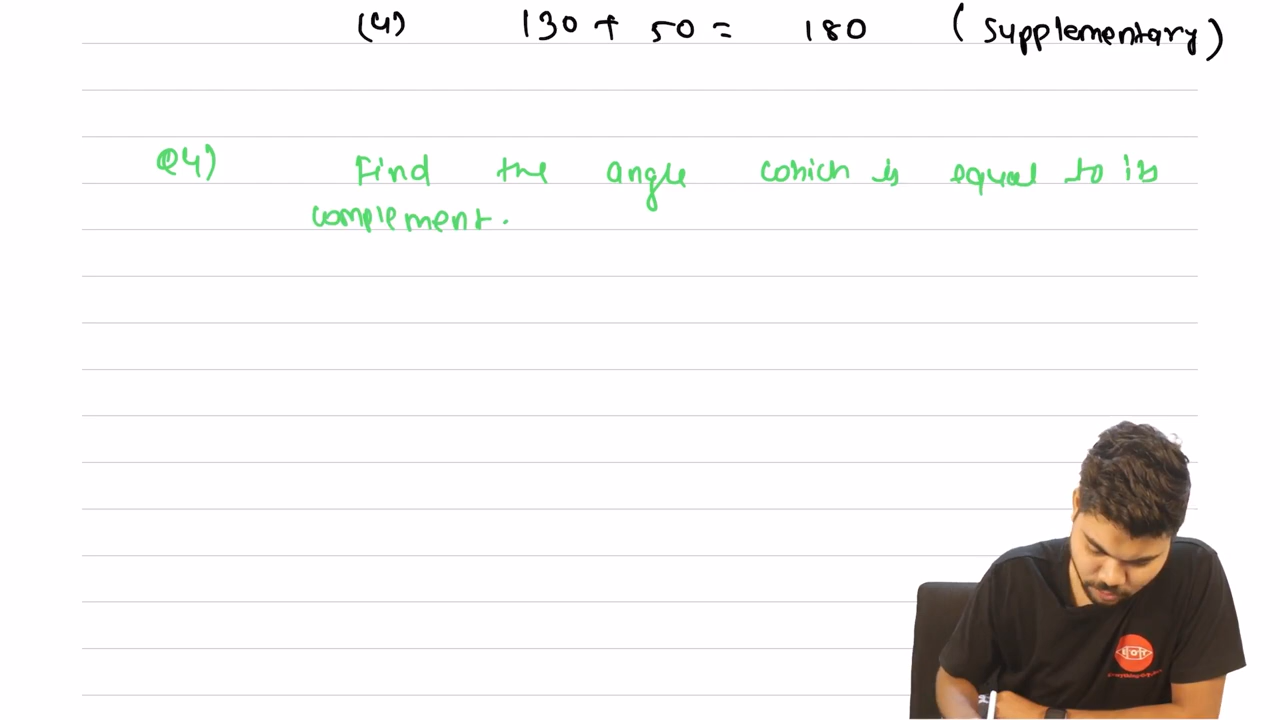 (4) 130 + 50 = 180 (Supplementary)
Q4) Find the angle which is equal to its
complement.